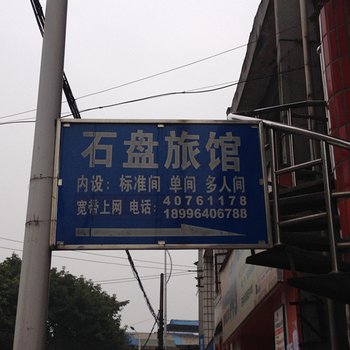 石盘旅馆
内设：标准间 单间 多人间
宽带上网 电话：40761178
18996406788